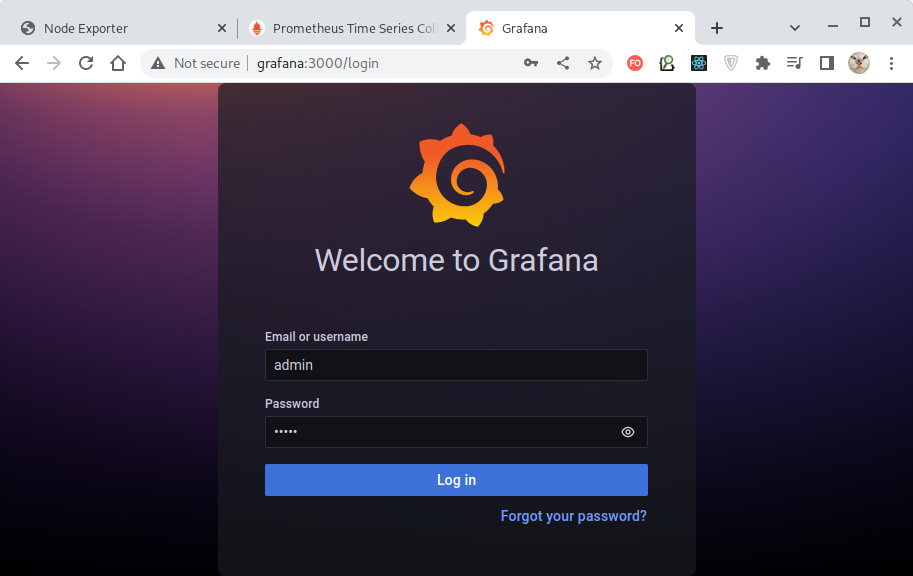 Node Exporter
Prometheus Time Series Col
Grafana
Not secure grafana:3000/login
FO
Welcome to Grafana
Email or username
admin
Password
•••••
Log in
Forgot your password?